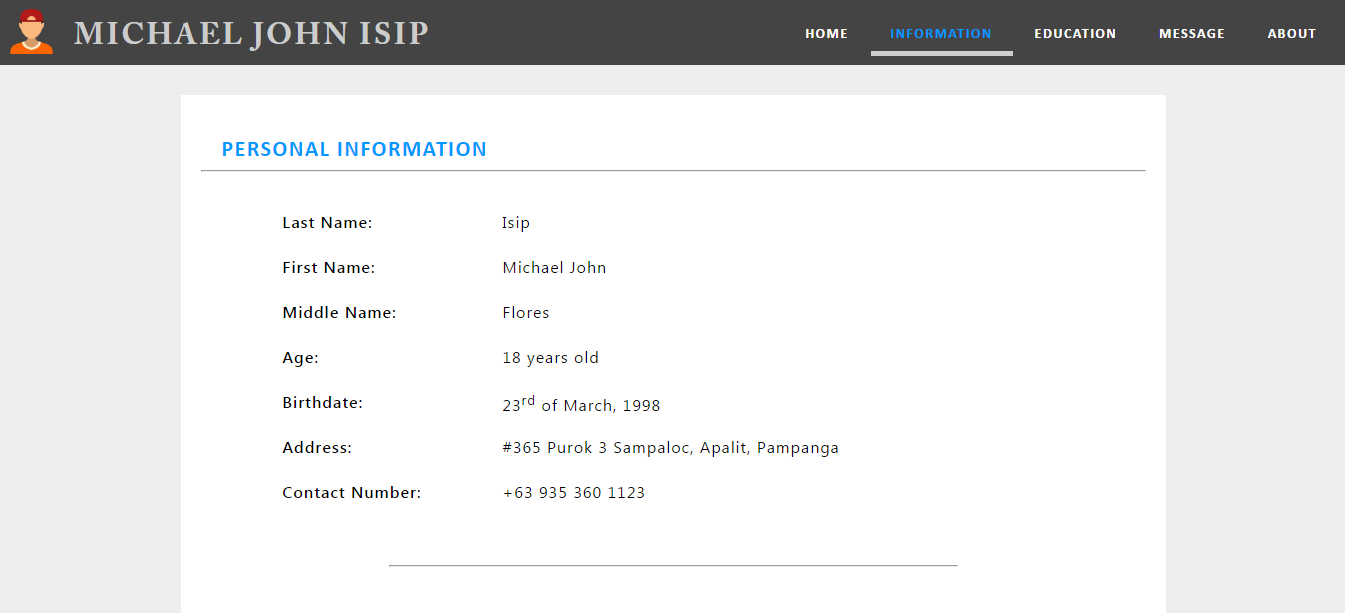 MICHAEL JOHN ISIP
HOME INFORMATION EDUCATION MESSAGE ABOUT
PERSONAL INFORMATION
Last Name: Isip
First Name: Michael John
Middle Name: Flores
Age: 18 years old
Birthdate: 23rd of March, 1998
Address: #365 Purok 3 Sampaloc, Apalit, Pampanga
Contact Number: +63 935 360 1123